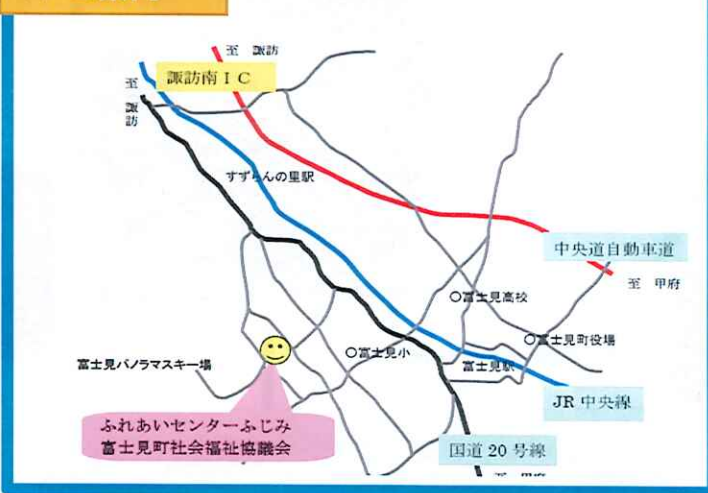 至 諏訪
諏訪南IC
至
諏
訪
すずらんの里駅
中央道自動車道
至 甲府
○富士見高校
○富士見町役場
○富士見小
富士見駅
富士見パノラマスキー場
JR中央線
ふれあいセンターふじみ
富士見町社会福祉協議会
国道20号線